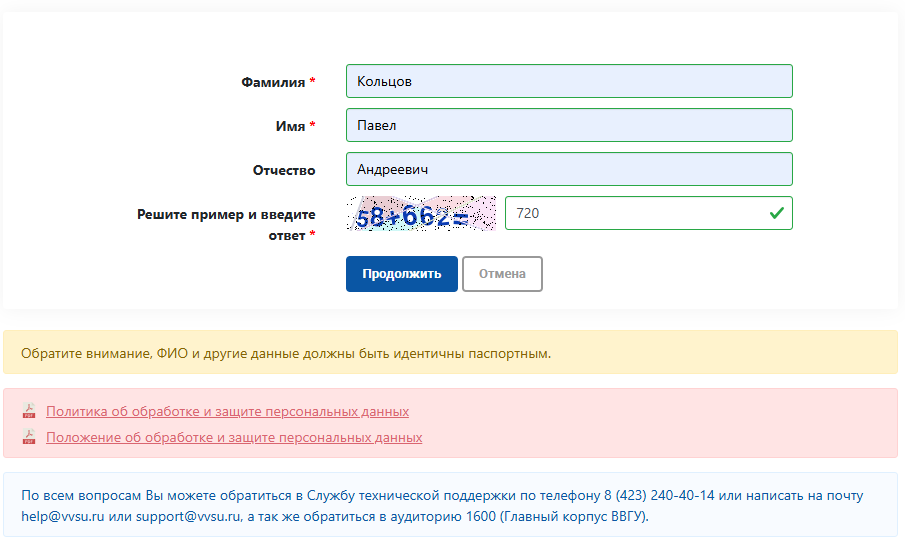 Фамилия *
Кольцов
Имя *
Павел
Отчество
Андреевич
Решите пример и введите
ответ *
58+662=
720
Продолжить
Отмена
Обратите внимание, ФИО и другие данные должны быть идентичны паспортным.
Политика об обработке и защите персональных данных
Положение об обработке и защите персональных данных
По всем вопросам Вы можете обратиться в Службу технической поддержки по телефону 8 (423) 240-40-14 или написать на почту
help@vvsu.ru или support@vvsu.ru, а так же обратиться в аудиторию 1600 (Главный корпус ВВГУ).